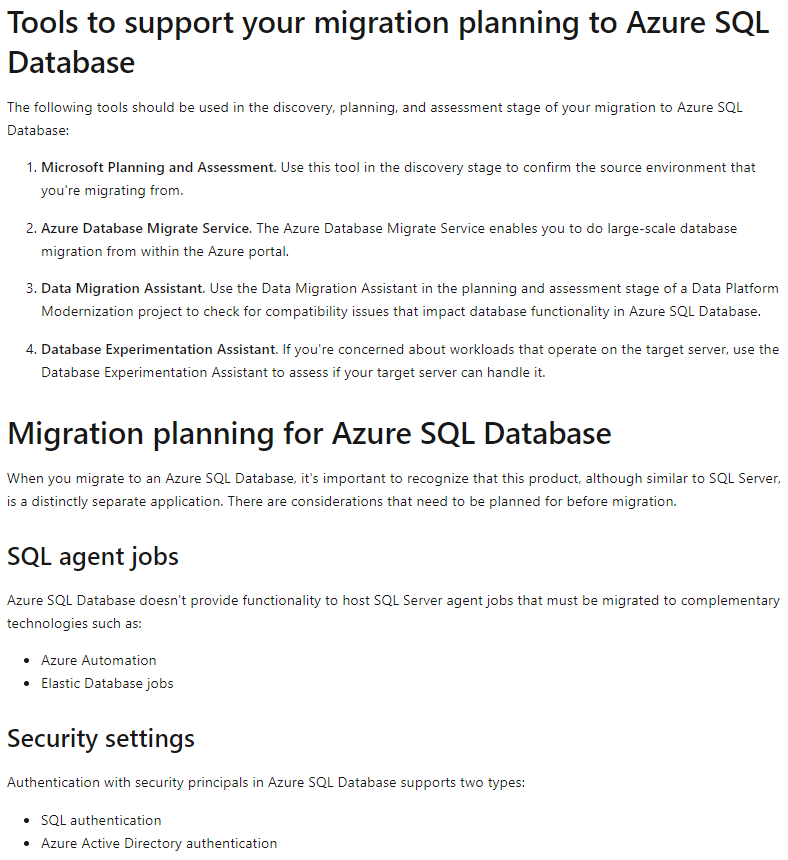 Tools to support your migration planning to Azure SQL
Database
The following tools should be used in the discovery, planning, and assessment stage of your migration to Azure SQL
Database:
1. Microsoft Planning and Assessment. Use this tool in the discovery stage to confirm the source environment that
you're migrating from.
2. Azure Database Migrate Service. The Azure Database Migrate Service enables you to do large-scale database
migration from within the Azure portal.
3. Data Migration Assistant. Use the Data Migration Assistant in the planning and assessment stage of a Data Platform
Modernization project to check for compatibility issues that impact database functionality in Azure SQL Database.
4. Database Experimentation Assistant. If you're concerned about workloads that operate on the target server, use the
Database Experimentation Assistant to assess if your target server can handle it.
Migration planning for Azure SQL Database
When you migrate to an Azure SQL Database, it's important to recognize that this product, although similar to SQL Server,
is a distinctly separate application. There are considerations that need to be planned for before migration.
SQL agent jobs
Azure SQL Database doesn't provide functionality to host SQL Server agent jobs that must be migrated to complementary
technologies such as:
• Azure Automation
• Elastic Database jobs
Security settings
Authentication with security principals in Azure SQL Database supports two types:
• SQL authentication
• Azure Active Directory authentication